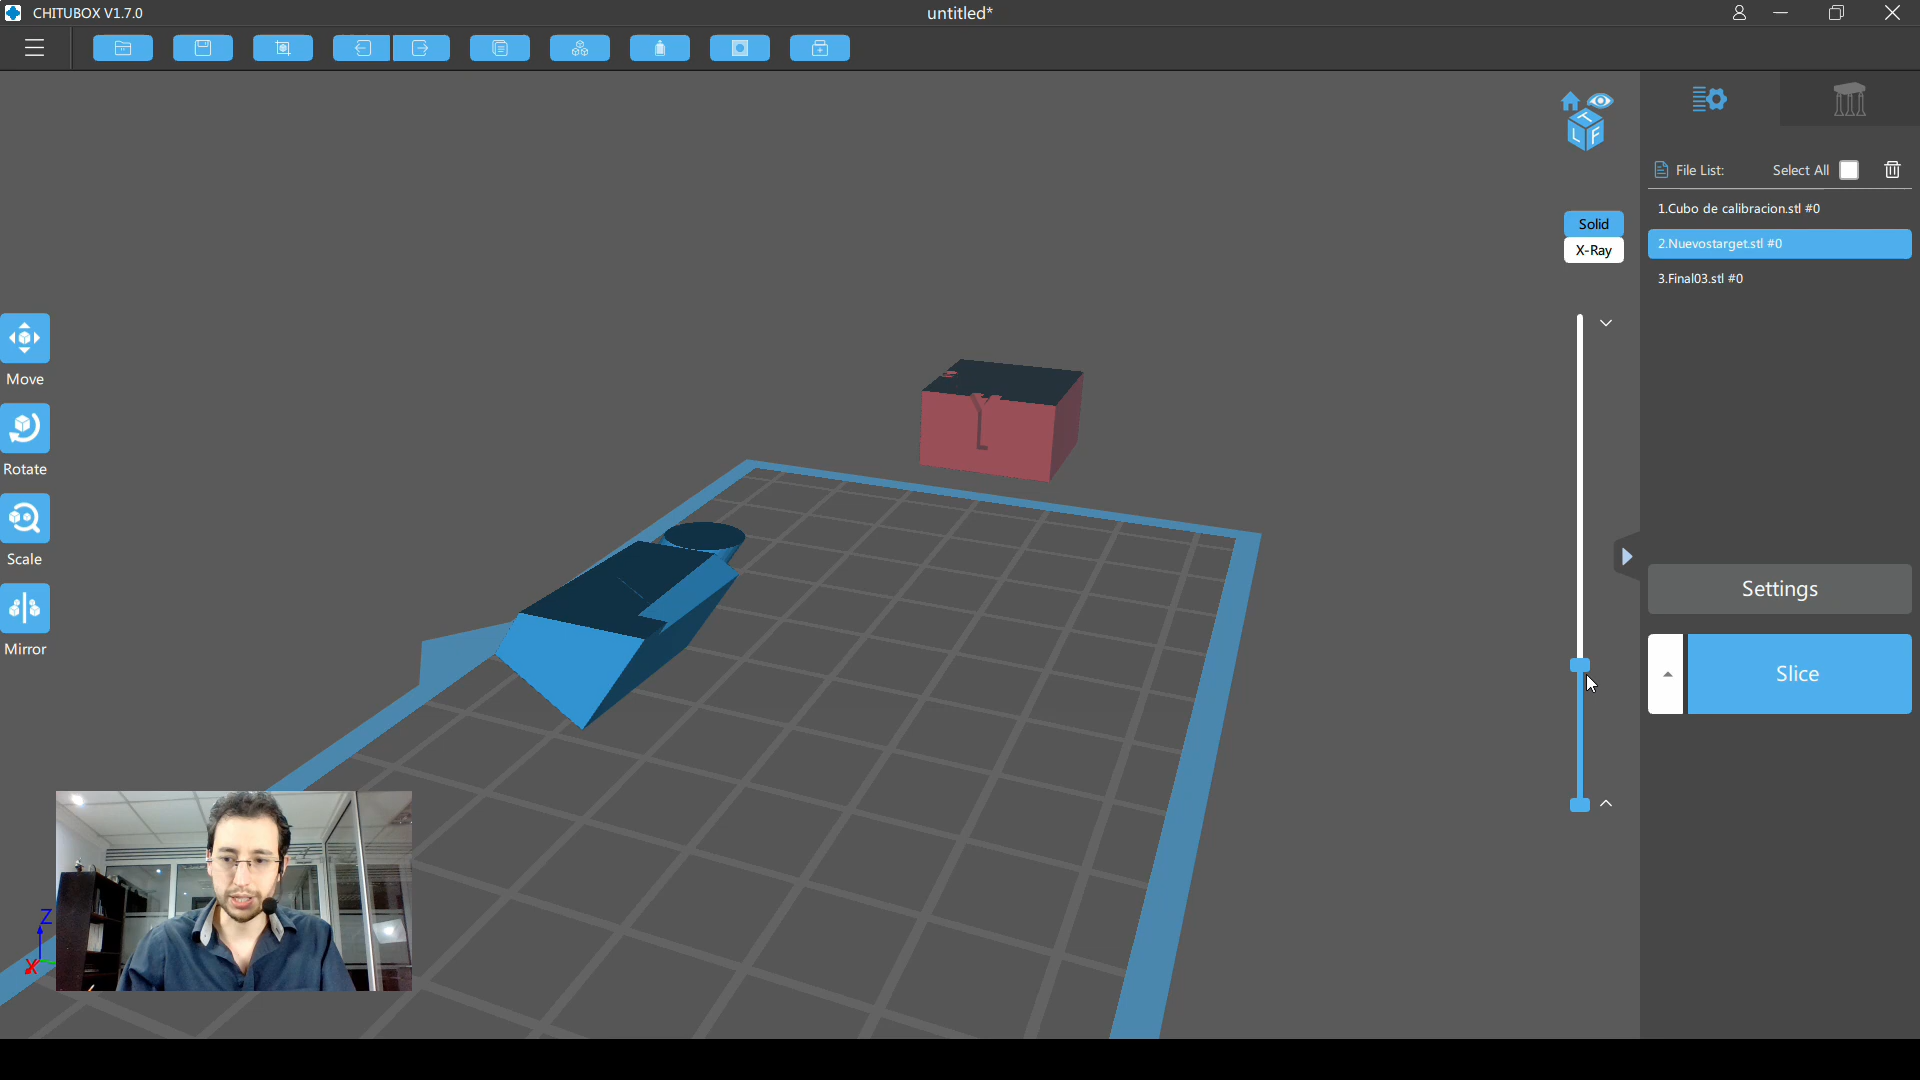 CHITUBOX V1.7.0
untitled*
T
L F
File List:
Select All
1.Cubo de calibracion.stl #0
Solid
2.Nuevostarget.stl #0
X-Ray
3.Final03.stl #0
Move
Rotate
Scale
Settings
Mirror
Slice
Y
Z
X